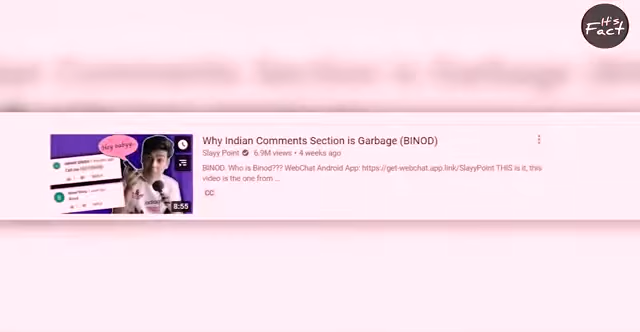 It's
Fact
Why Indian Comments Section is Garbage (BINOD)
Slayy Point 6.9M views • 4 weeks ago
BINOD. Who is Binod??? WebChat Android App: https://get-webchat.app.link/SlayyPoint THIS is it, this
video is the one from ...
CC
Hey babyy..
8:55